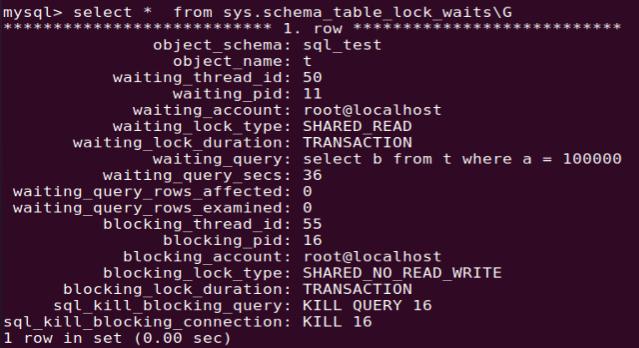 mysql> select *  from sys.schema_table_lock_waits\G
*************************** 1. row ***************************
object_schema: sql_test
object_name: t
waiting_thread_id: 50
waiting_pid: 11
waiting_account: root@localhost
waiting_lock_type: SHARED_READ
waiting_lock_duration: TRANSACTION
waiting_query: select b from t where a = 100000
waiting_query_secs: 36
waiting_query_rows_affected: 0
waiting_query_rows_examined: 0
blocking_thread_id: 55
blocking_pid: 16
blocking_account: root@localhost
blocking_lock_type: SHARED_NO_READ_WRITE
blocking_lock_duration: TRANSACTION
sql_kill_blocking_query: KILL QUERY 16
sql_kill_blocking_connection: KILL 16
1 row in set (0.00 sec)